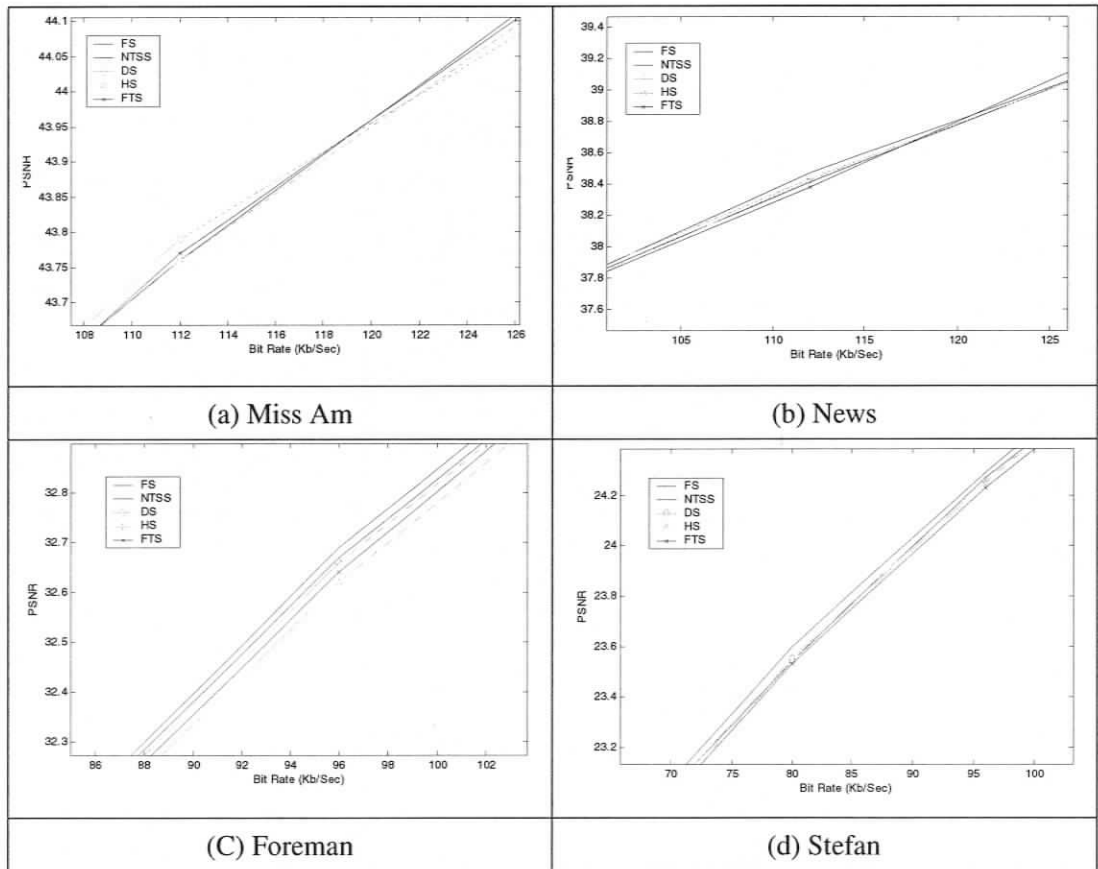 44.1
44.05
44
43.95
43.9
43.85
43.8
43.75
43.7
PSNR
FS
NTSS
DS
HS
FTS
108 110 112 114 116 118 120 122 124 126
Bit Rate (Kb/Sec)
39.4
39.2
39
38.8
38.6
38.4
38.2
38
37.8
37.6
PSNR
FS
NTSS
DS
HS
FTS
105 110 115 120 125
Bit Rate (Kb/Sec)
(a) Miss Am
(b) News
32.8
32.7
32.6
32.5
32.4
32.3
PSNR
FS
NTSS
DS
HS
FTS
86 88 90 92 94 96 98 100 102
Bit Rate (Kb/Sec)
24.2
24
23.8
23.6
23.4
23.2
PSNR
FS
NTSS
DS
HS
FTS
70 75 80 85 90 95 100
Bit Rate (Kb/Sec)
(C) Foreman
(d) Stefan